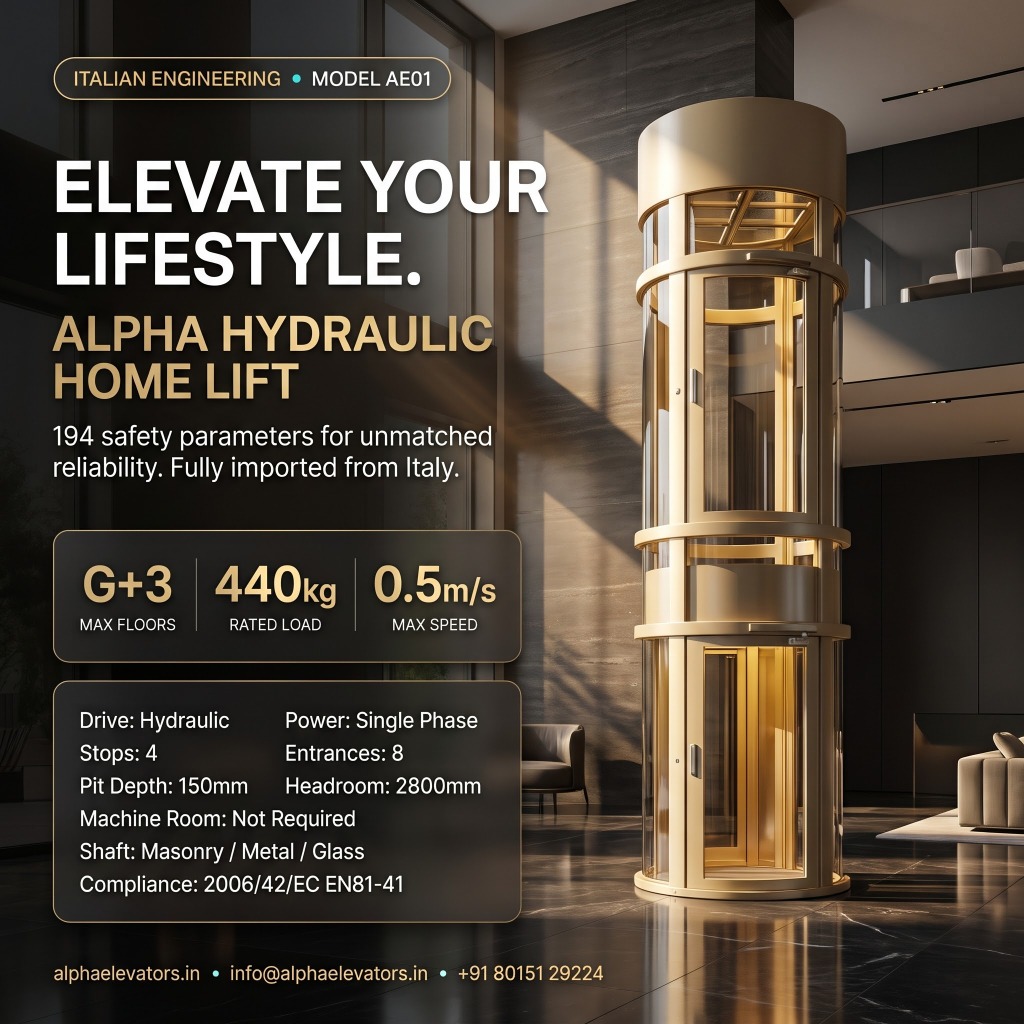 ITALIAN ENGINEERING • MODEL AE01
ELEVATE YOUR
LIFESTYLE.
ALPHA HYDRAULIC
HOME LIFT
194 safety parameters for unmatched
reliability. Fully imported from Italy.
G+3 440kg 0.5m/s
MAX FLOORS RATED LOAD MAX SPEED
Drive: Hydraulic Power: Single Phase
Stops: 4 Entrances: 8
Pit Depth: 150mm Headroom: 2800mm
Machine Room: Not Required
Shaft: Masonry / Metal / Glass
Compliance: 2006/42/EC EN81-41
alphaelevators.in • info@alphaelevators.in • +91 80151 29224